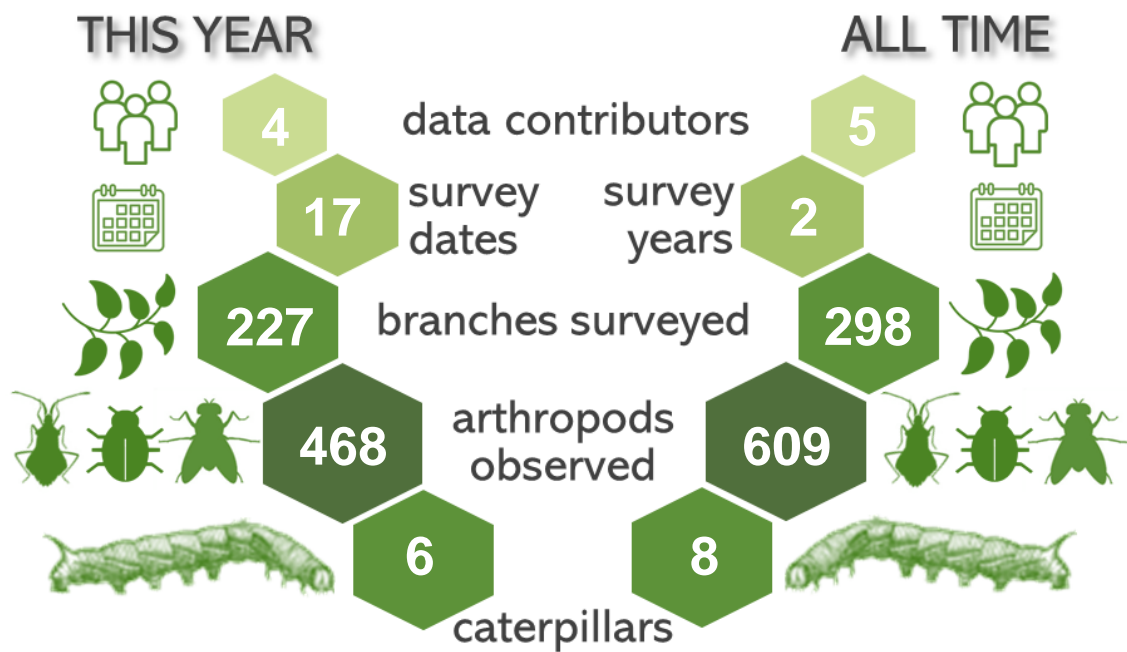 THIS YEAR
ALL TIME
4
data contributors
5
17
survey
dates
survey
years
2
227
branches surveyed
298
468
arthropods
observed
609
6
8
caterpillars